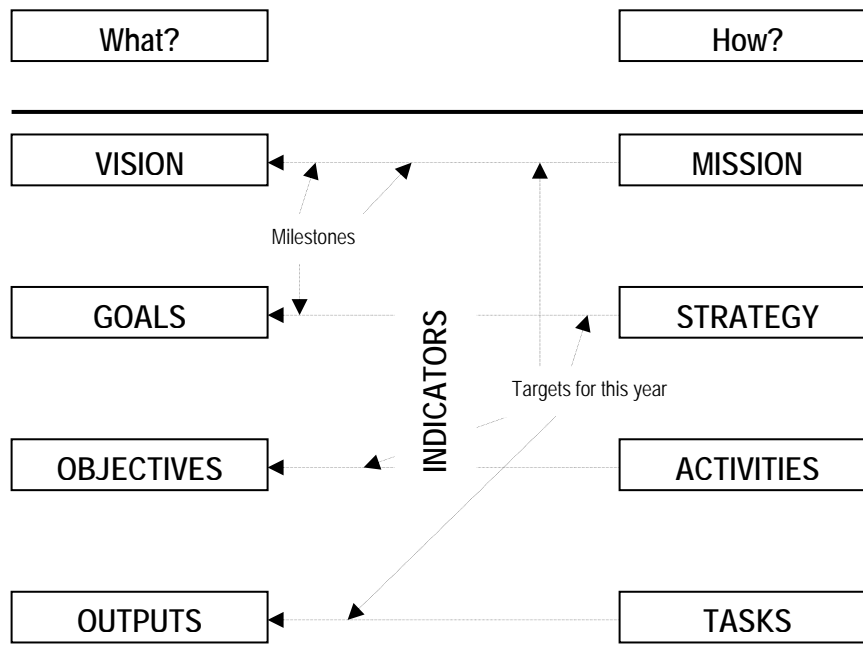 What?
How?
VISION
MISSION
Milestones
GOALS
STRATEGY
INDICATORS
Targets for this year
OBJECTIVES
ACTIVITIES
OUTPUTS
TASKS